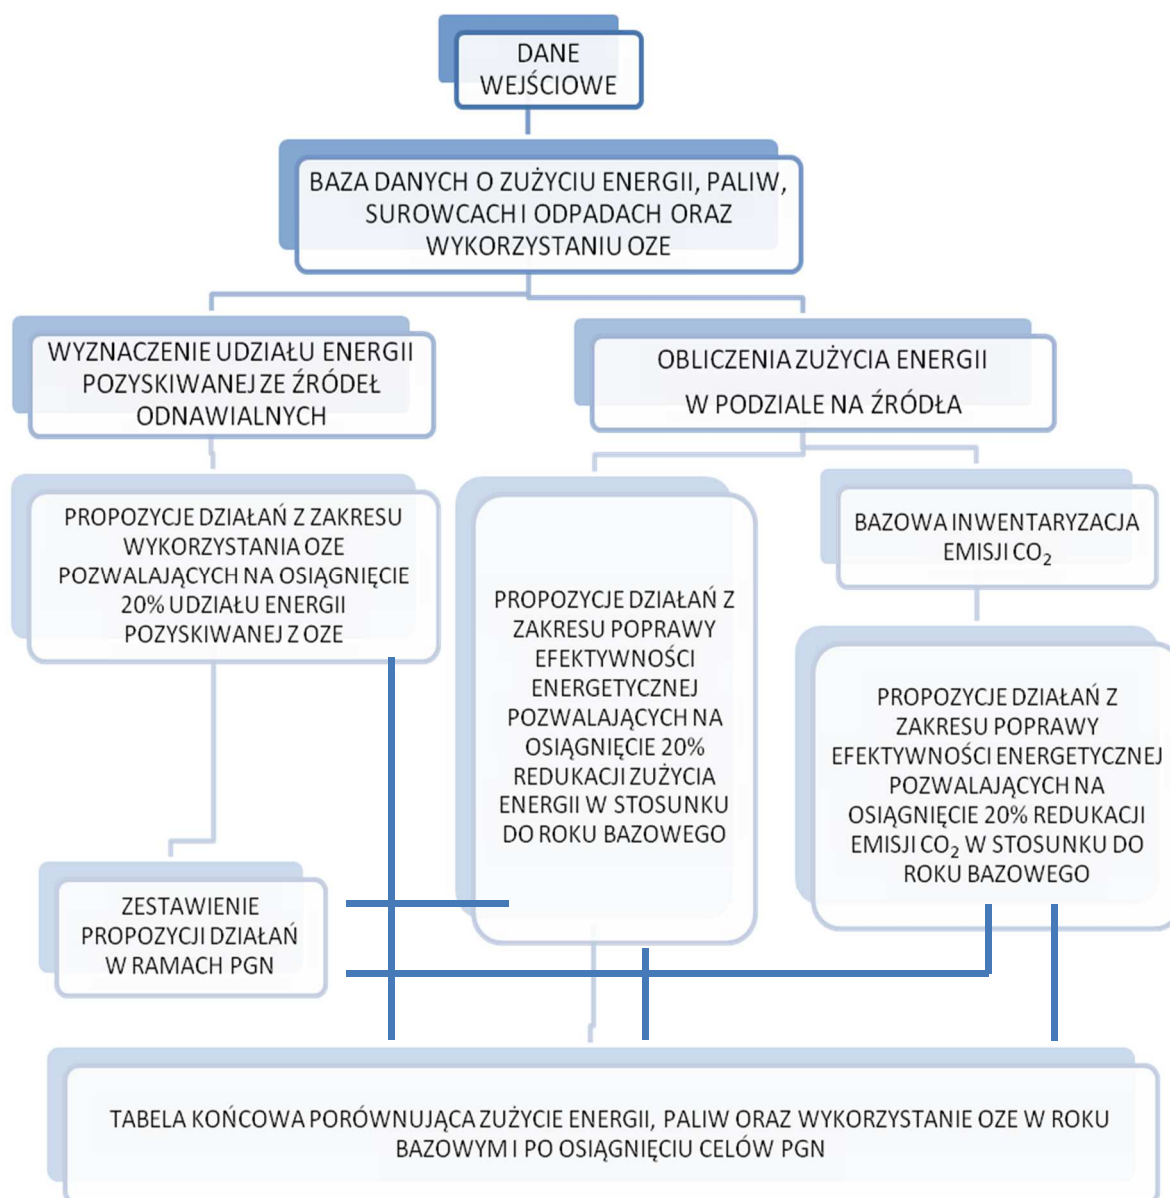 DANE
WEJŚCIOWE
BAZA DANYCH O ZUŻYCIU ENERGII, PALIW,
SUROWCACH I ODPADACH ORAZ
WYKORZYSTANIU OZE
WYZNACZENIE UDZIAŁU ENERGII
POZYSKIWANEJ ZE ŹRÓDEŁ
ODNAWIALNYCH
OBLICZENIA ZUŻYCIA ENERGII
W PODZIALE NA ŹRÓDŁA
PROPOZYCJE DZIAŁAŃ Z ZAKRESU
WYKORZYSTANIA OZE
POZWALAJĄCYCH NA OSIĄGNIĘCIE
20% UDZIAŁU ENERGII
POZYSKIWANEJ Z OZE
PROPOZYCJE DZIAŁAŃ Z
ZAKRESU POPRAWY
EFEKTYWNOŚCI
ENERGETYCZNEJ
POZWALAJĄCYCH NA
OSIĄGNIĘCIE 20%
REDUKACJI ZUŻYCIA
ENERGII W STOSUNKU
DO ROKU BAZOWEGO
BAZOWA INWENTARYZACJA
EMISJI CO₂
PROPOZYCJE DZIAŁAŃ Z
ZAKRESU POPRAWY
EFEKTYWNOŚCI ENERGETYCZNEJ
POZWALAJĄCYCH NA
OSIĄGNIĘCIE 20% REDUKACJI
EMISJI CO₂ W STOSUNKU DO
ROKU BAZOWEGO
ZESTAWIENIE
PROPOZYCJI DZIAŁAŃ
W RAMACH PGN
TABELA KOŃCOWA PORÓWNUJĄCA ZUŻYCIE ENERGII, PALIW ORAZ WYKORZYSTANIE OZE W ROKU
BAZOWYM I PO OSIĄGNIĘCIU CELÓW PGN